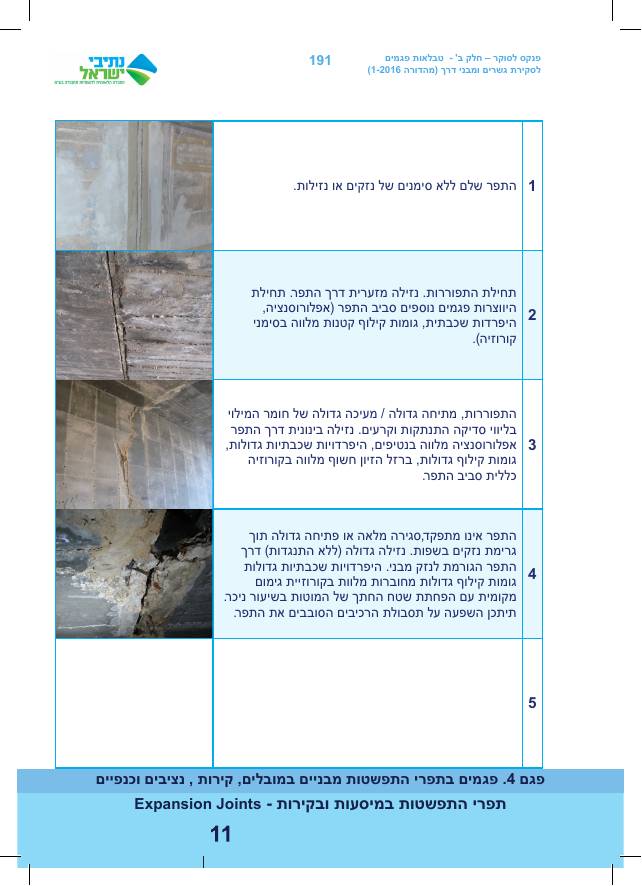 פנקס לסוקר – חלק ב' - טבלאות פגמים
לסקירת גשרים ומבני דרך (מהדורה 1-2016)
191
נתיבי
ישראל
התפר שלם ללא סימנים של נזקים או נזילות.
1
תחילת התפוררות. נזילה מזערית דרך התפר. תחילת
היווצרות פגמים נוספים סביב התפר (אפלורוסנציה,
היפרדות שכבתית, גומות קילוף קטנות מלווה בסימני
קורוזיה).
2
התפוררות, מתיחה גדולה / מעיכה גדולה של חומר המילוי
בליווי סדיקה התנתקות וקרעים. נזילה בינונית דרך התפר
אפלורוסנציה מלווה בנטיפים, היפרדויות שכבתיות גדולות,
גומות קילוף גדולות, ברזל הזיון חשוף מלווה בקורוזיה
כללית סביב התפר.
3
התפר אינו מתפקד,סגירה מלאה או פתיחה גדולה תוך
גרימת נזקים בשפות. נזילה גדולה (ללא התנגדות) דרך
התפר הגורמת לנזק מבני. היפרדויות שכבתיות גדולות
גומות קילוף גדולות מחוברות מלוות בקורוזיית גימום
מקומית עם הפחתת שטח החתך של המוטות בשיעור ניכר.
תיתכן השפעה על תסבולת הרכיבים הסובבים את התפר.
4
5
פגם 4. פגמים בתפרי התפשטות מבניים במובלים, קירות , נציבים וכנפיים
תפרי התפשטות במיסעות ובקירות - Expansion Joints
11